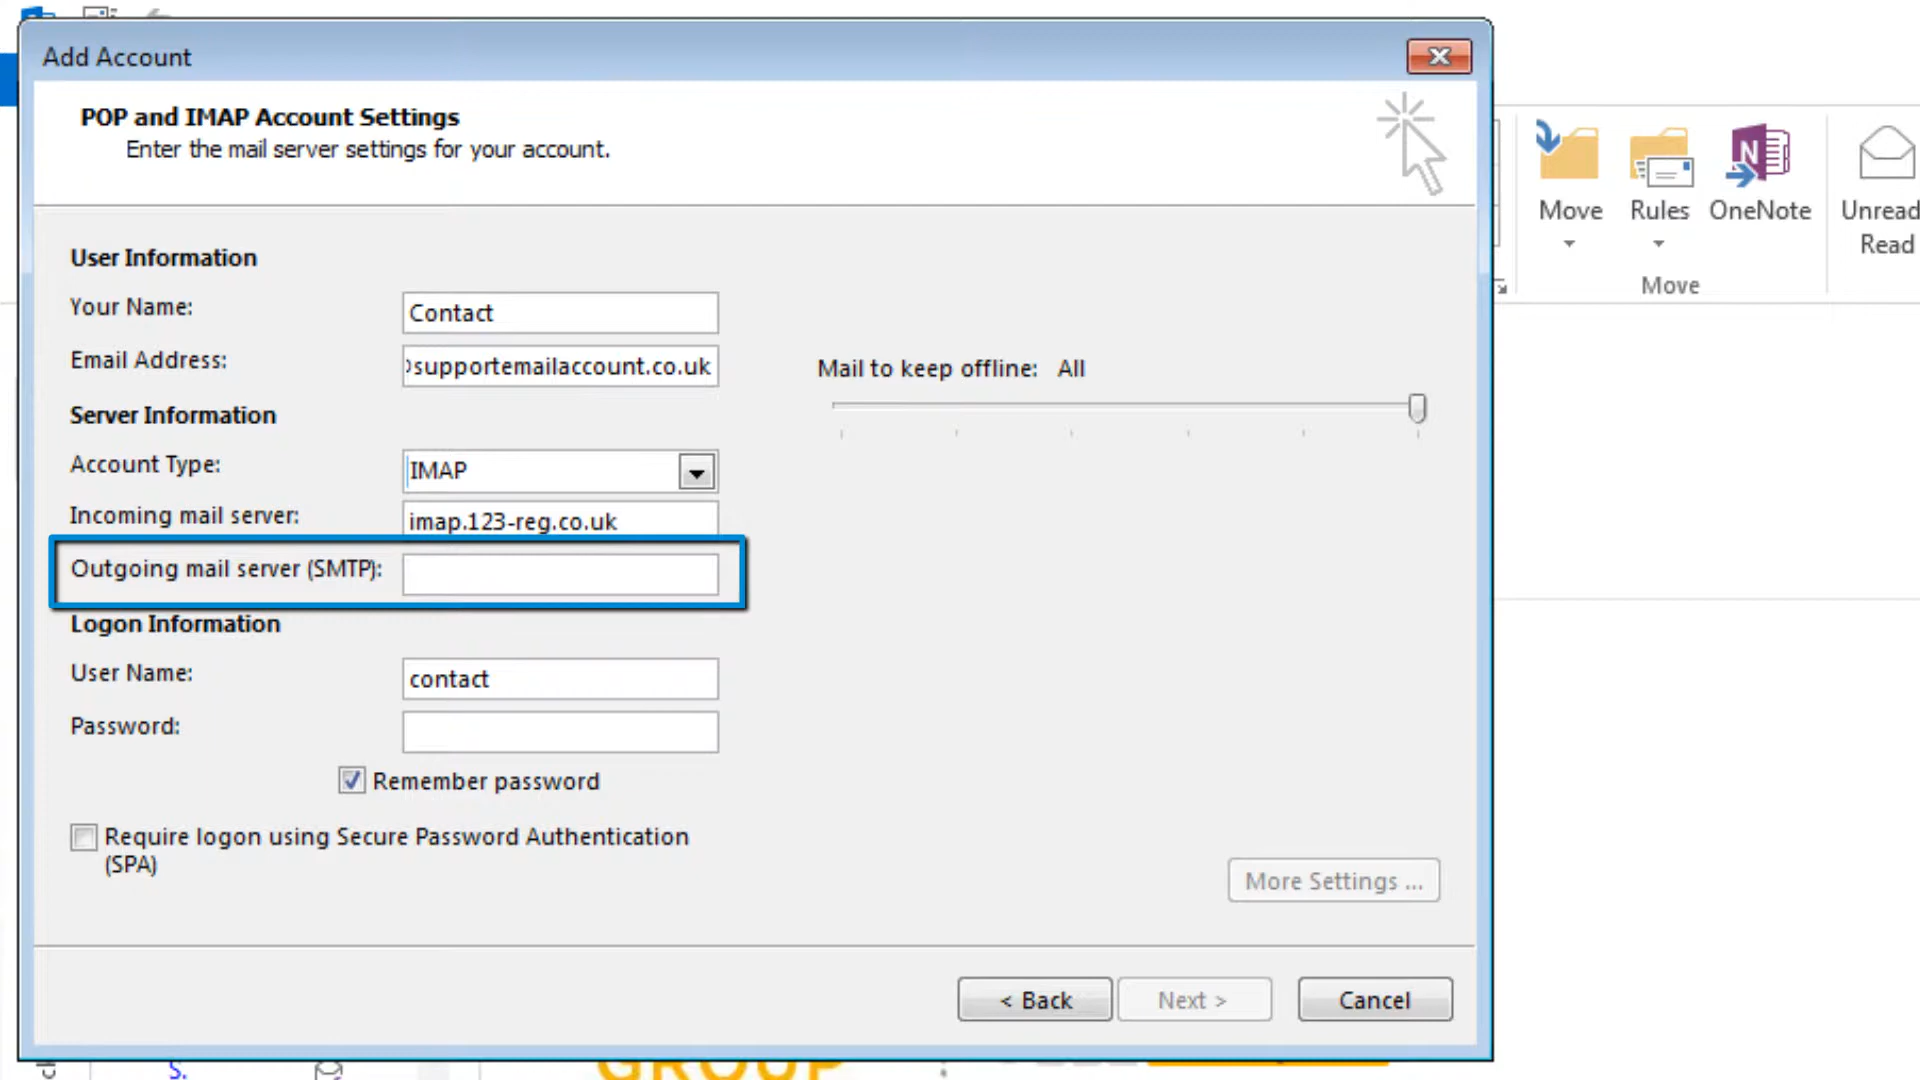 Add Account
POP and IMAP Account Settings
Enter the mail server settings for your account.
User Information
Your Name: Contact
Email Address: supportemailaccount.co.uk
Mail to keep offline: All
Server Information
Account Type: IMAP
Incoming mail server: imap.123-reg.co.uk
Outgoing mail server (SMTP):
Logon Information
User Name: contact
Password:
Remember password
Require logon using Secure Password Authentication
(SPA)
More Settings ...
< Back Next > Cancel
Move Rules OneNote Unread
Read
Move
GROUP